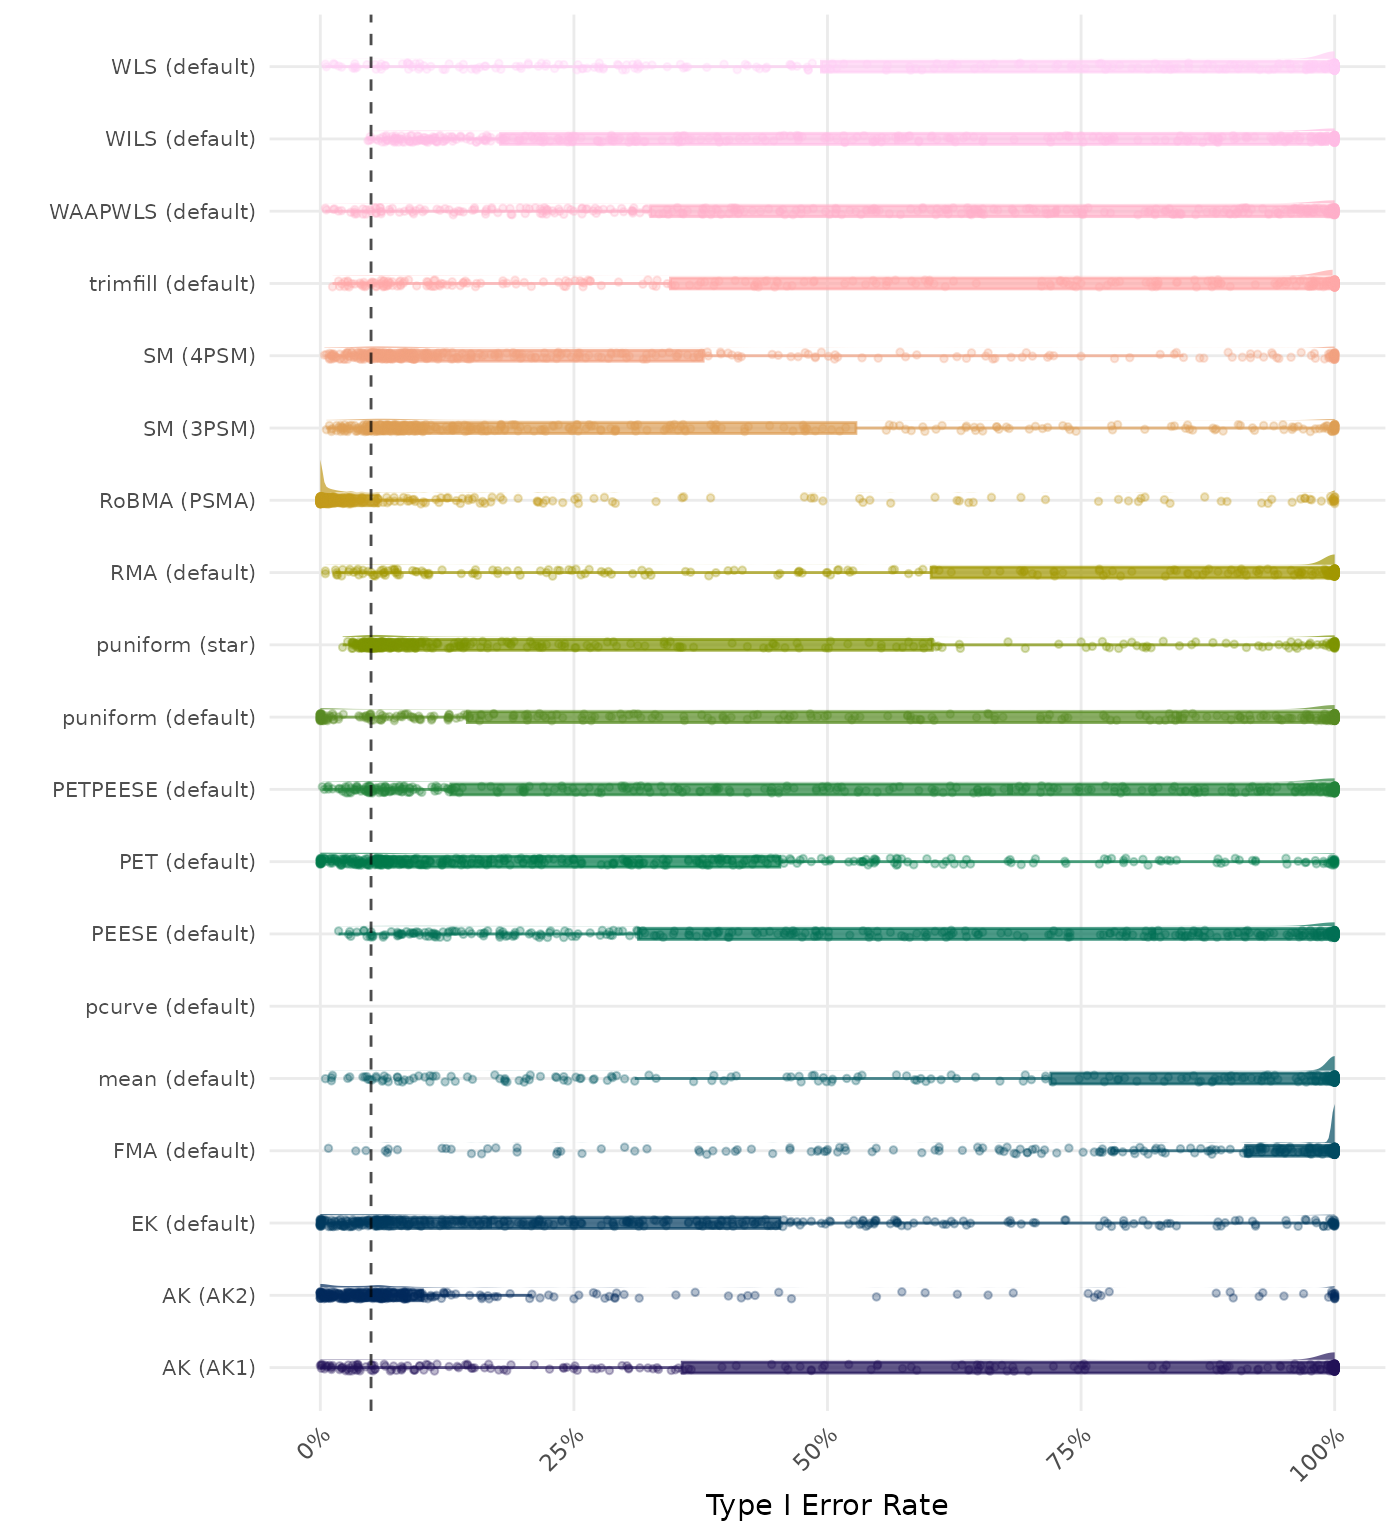 WLS (default)
WILS (default)
WAAPWLS (default)
trimfill (default)
SM (4PSM)
SM (3PSM)
RoBMA (PSMA)
RMA (default)
puniform (star)
puniform (default)
PETPEESE (default)
PET (default)
PEESE (default)
pcurve (default)
mean (default)
FMA (default)
EK (default)
AK (AK2)
AK (AK1)
0% 25% 50% 75% 100%
Type I Error Rate